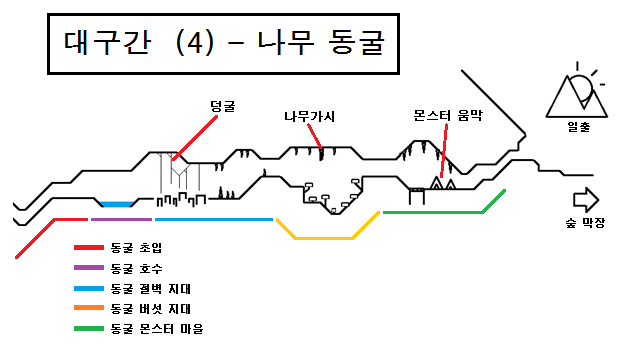 대구간 (4) - 나무 동굴
덩굴
나무가시
몬스터 움막
일출
숲 막장
동굴 초입
동굴 호수
동굴 절벽 지대
동굴 버섯 지대
동굴 몬스터 마을